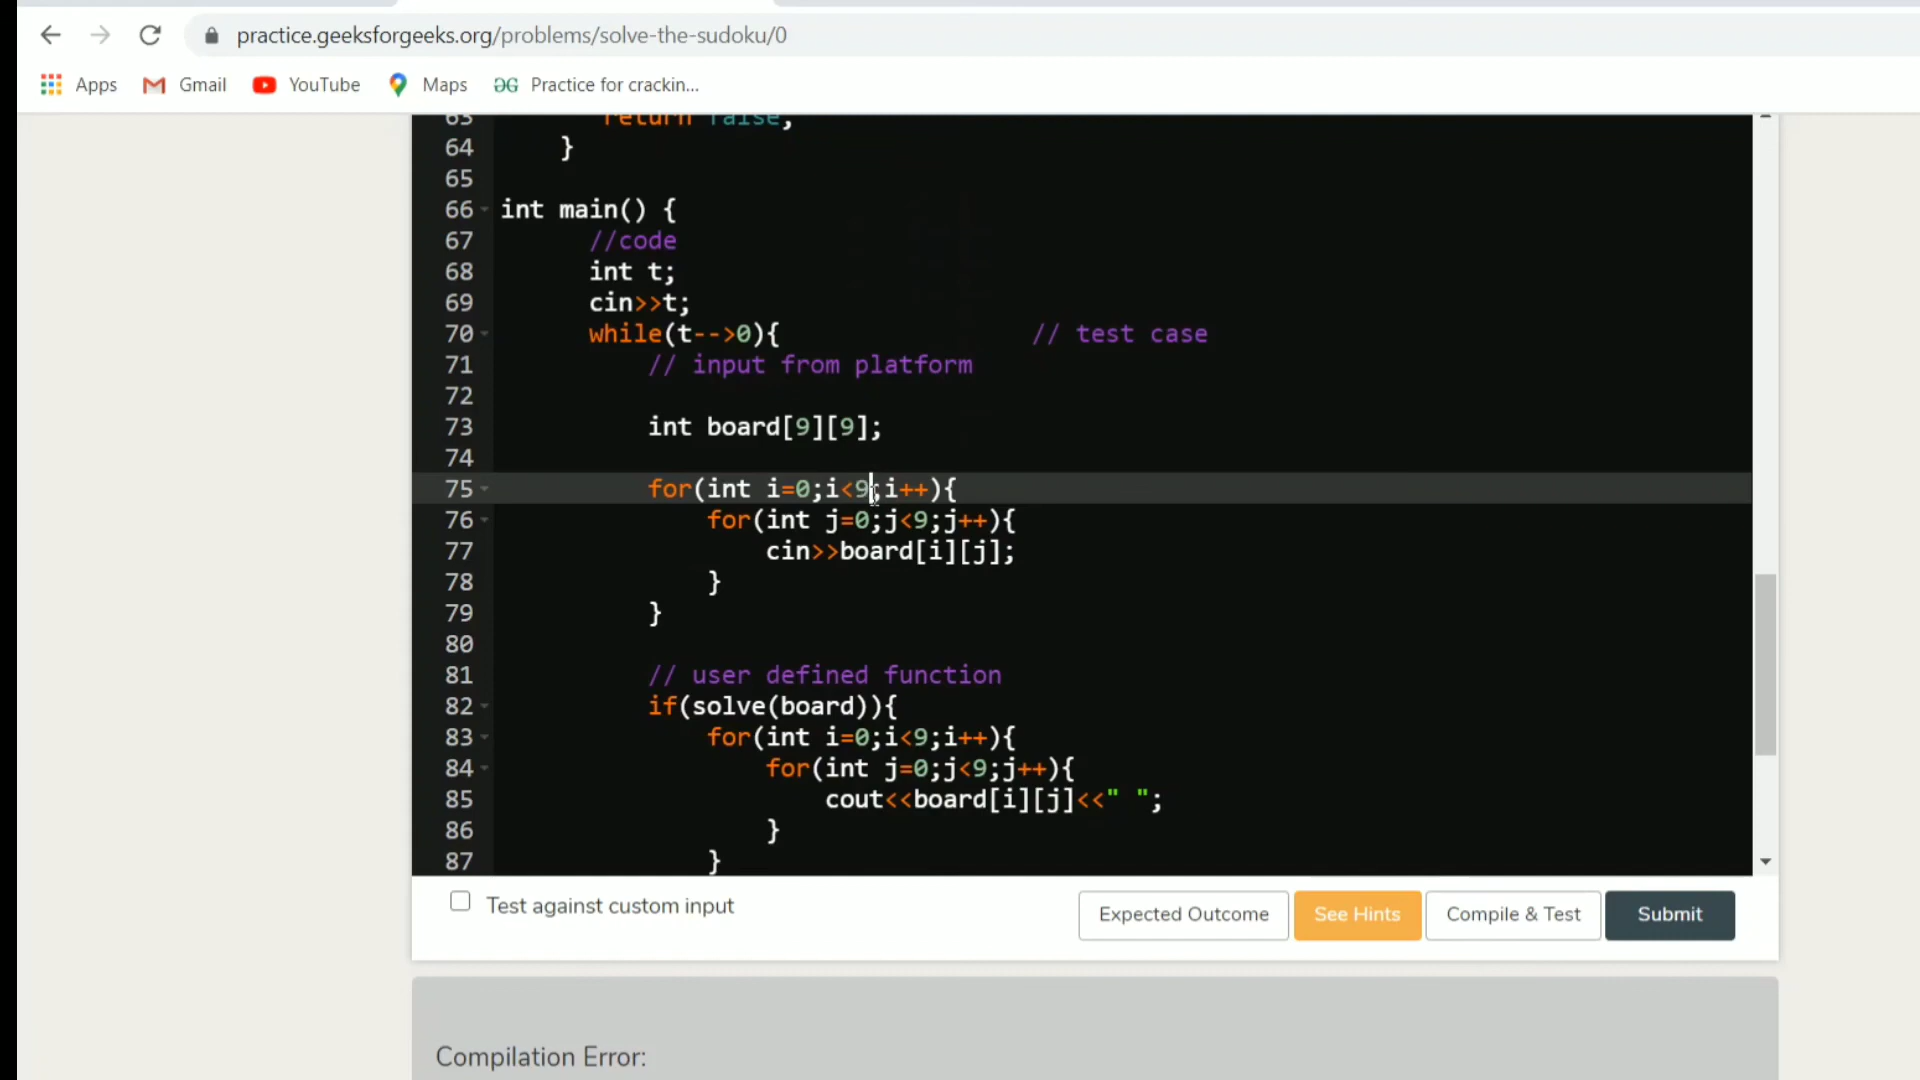 practice.geeksforgeeks.org/problems/solve-the-sudoku/0
Apps Gmail YouTube Maps Practice for crackin...
63 return false,
64 }
65
66 int main() {
67 //code
68 int t;
69 cin>>t;
70 while(t-->0){ // test case
71 // input from platform
72
73 int board[9][9];
74
75 for(int i=0;i<9;i++){
76 for(int j=0;j<9;j++){
77 cin>>board[i][j];
78 }
79 }
80
81 // user defined function
82 if(solve(board)){
83 for(int i=0;i<9;i++){
84 for(int j=0;j<9;j++){
85 cout<<board[i][j]<<" ";
86 }
87 }
Test against custom input Expected Outcome See Hints Compile & Test Submit
Compilation Error: